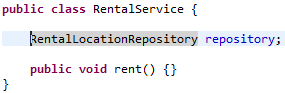 public class RentalService {
RentalLocationRepository repository;
public void rent() {}
}